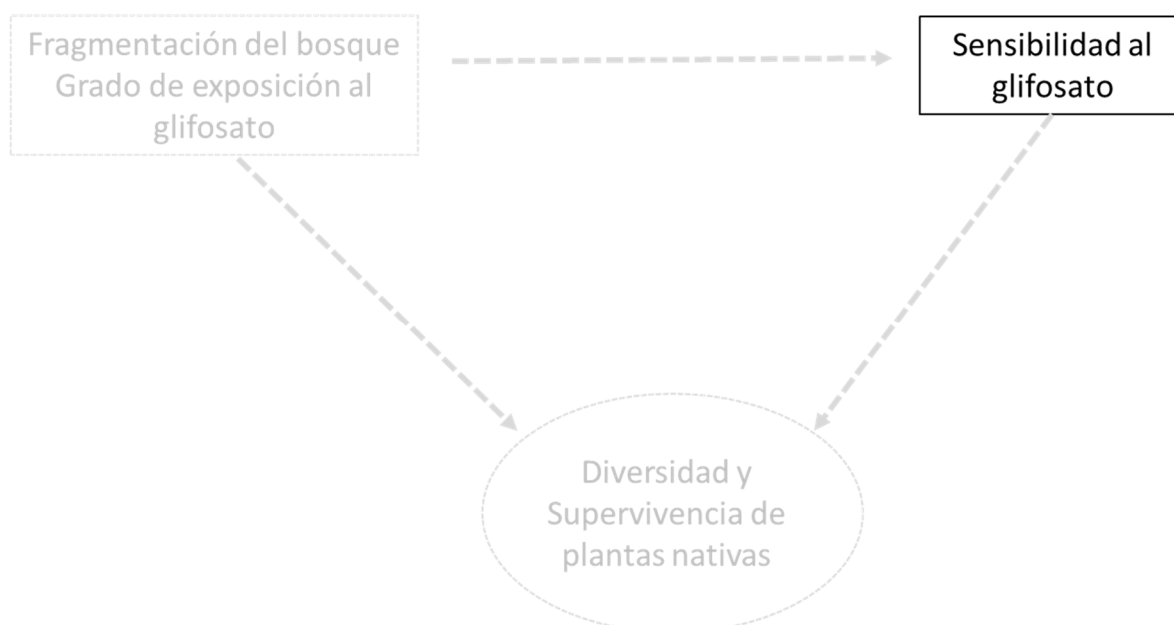 Fragmentación del bosque
Grado de exposición al
glifosato
Sensibilidad al
glifosato
Diversidad y
Supervivencia de
plantas nativas